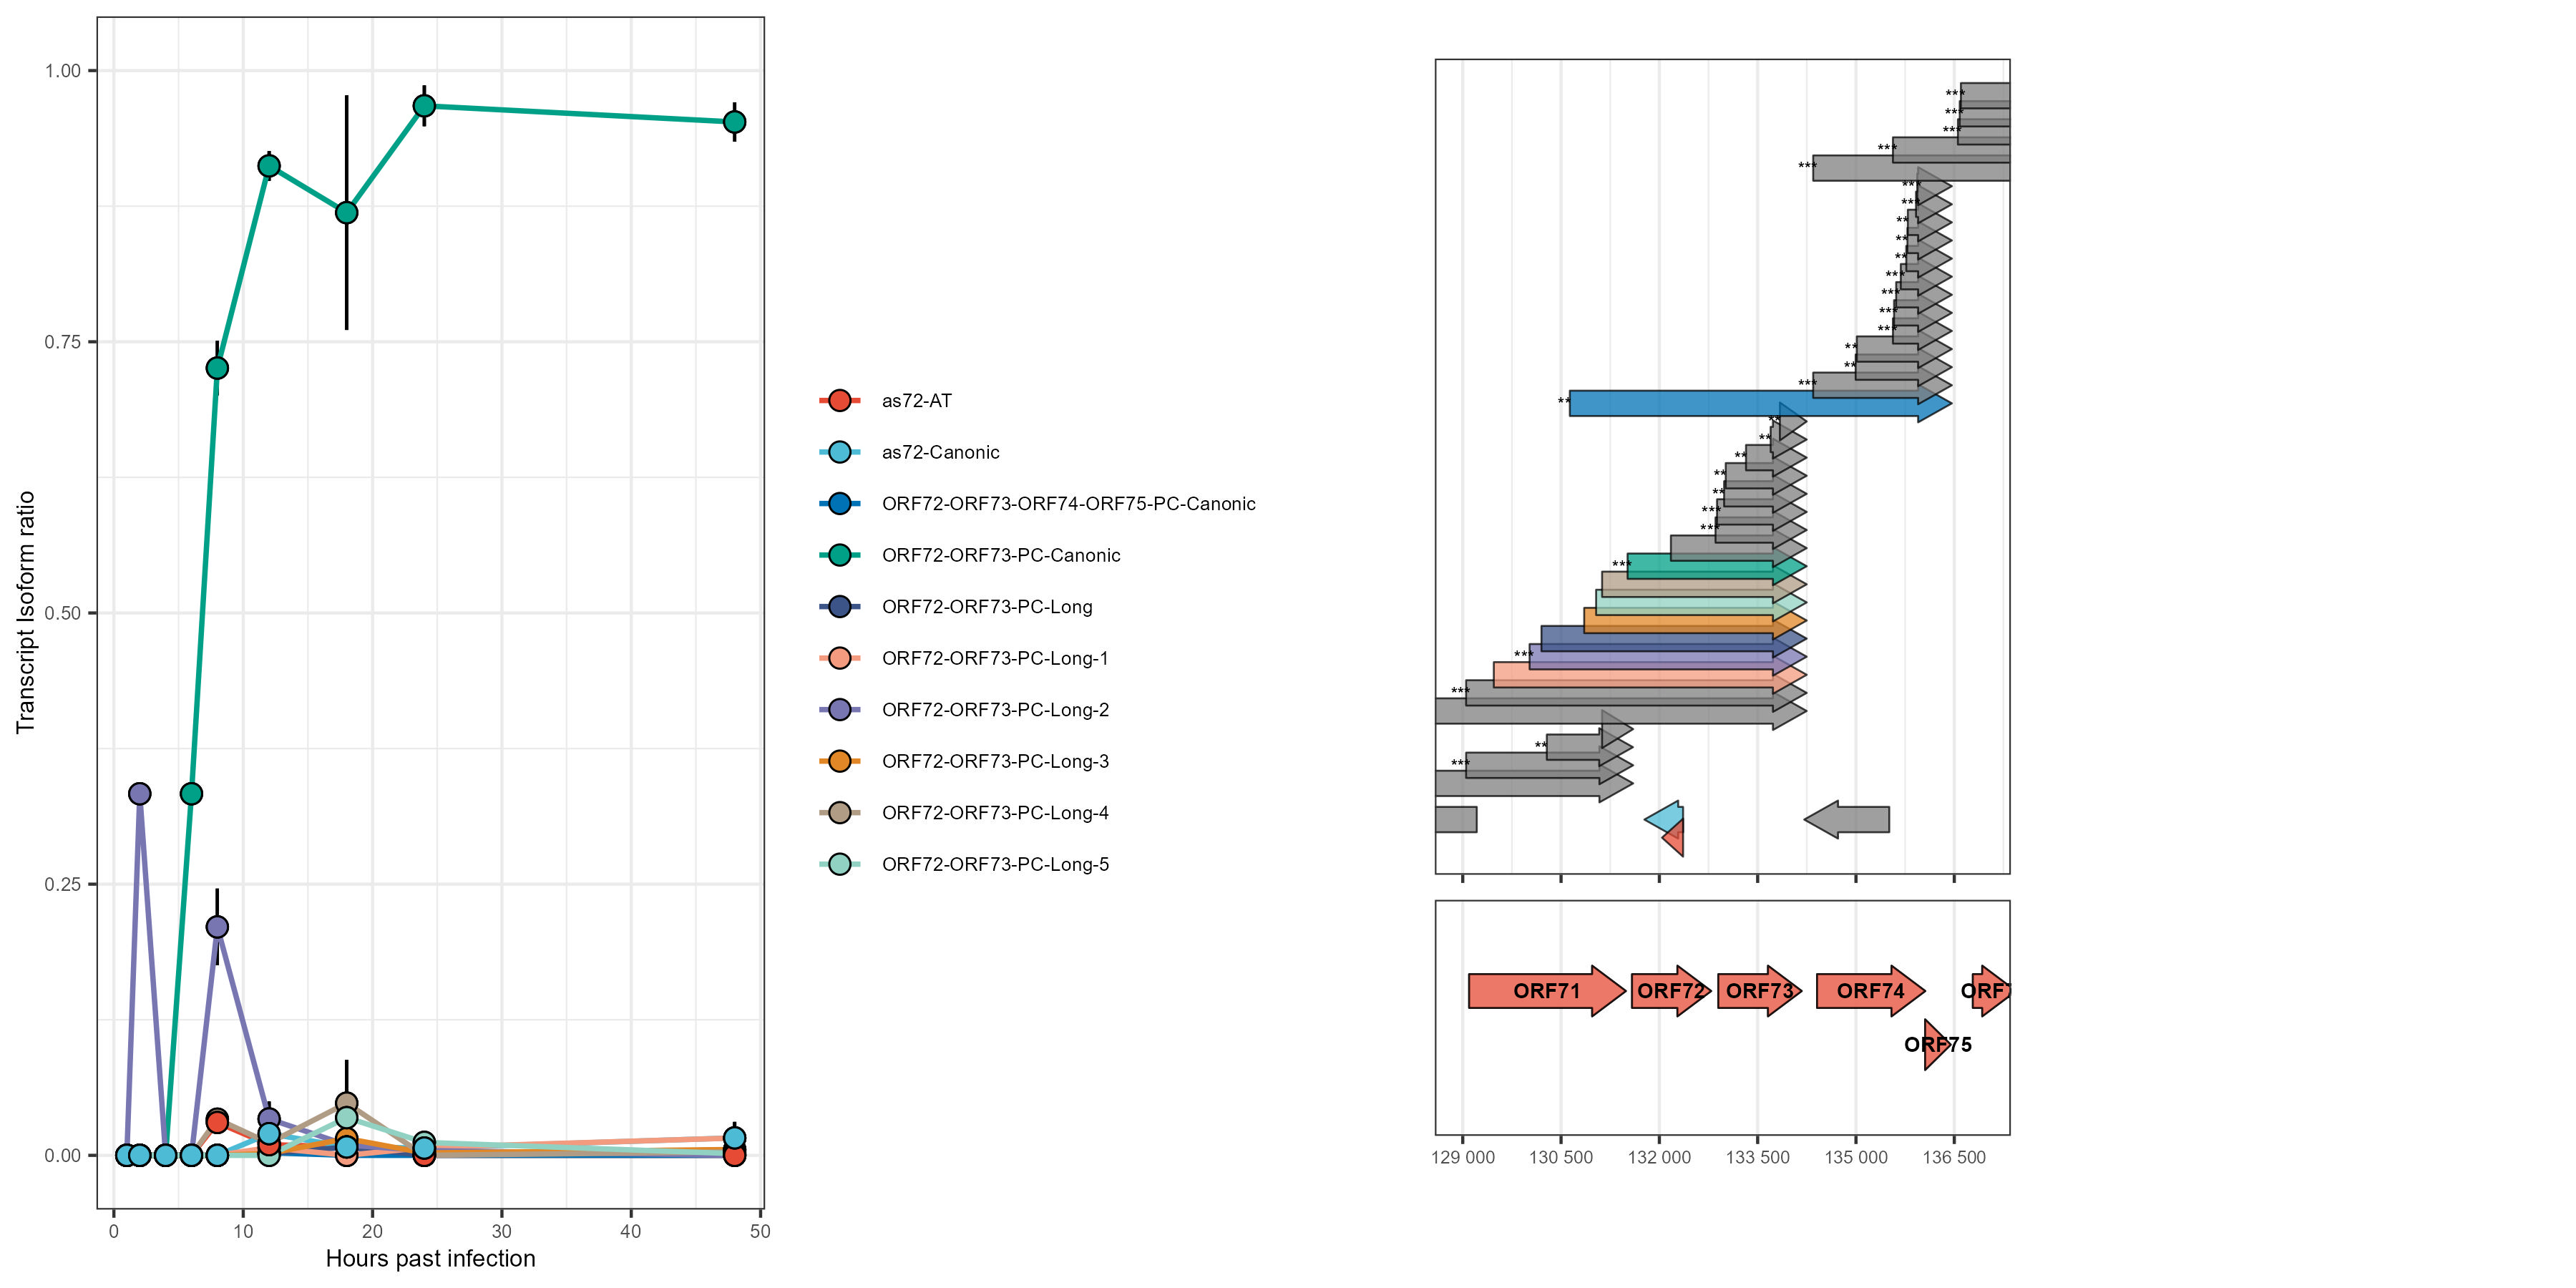 1.00
0.75
0.50
0.25
0.00
Transcript Isoform ratio
0 10 20 30 40 50
Hours past infection
as72-AT
as72-Canonic
ORF72-ORF73-ORF74-ORF75-PC-Canonic
ORF72-ORF73-PC-Canonic
ORF72-ORF73-PC-Long
ORF72-ORF73-PC-Long-1
ORF72-ORF73-PC-Long-2
ORF72-ORF73-PC-Long-3
ORF72-ORF73-PC-Long-4
ORF72-ORF73-PC-Long-5
***
***
***
***
***
***
***
**
**
**
***
***
***
***
**
**
***
**
**
**
**
**
**
***
***
***
***
***
**
***
ORF71 ORF72 ORF73 ORF74 ORF7
ORF75
129 000 130 500 132 000 133 500 135 000 136 500